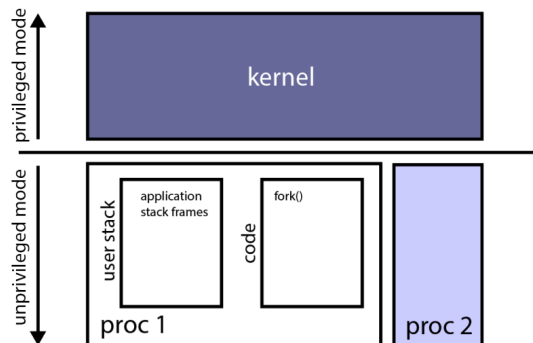 privileged mode
kernel
unprivileged mode
user stack
application
stack frames
code
fork()
proc 1
proc 2